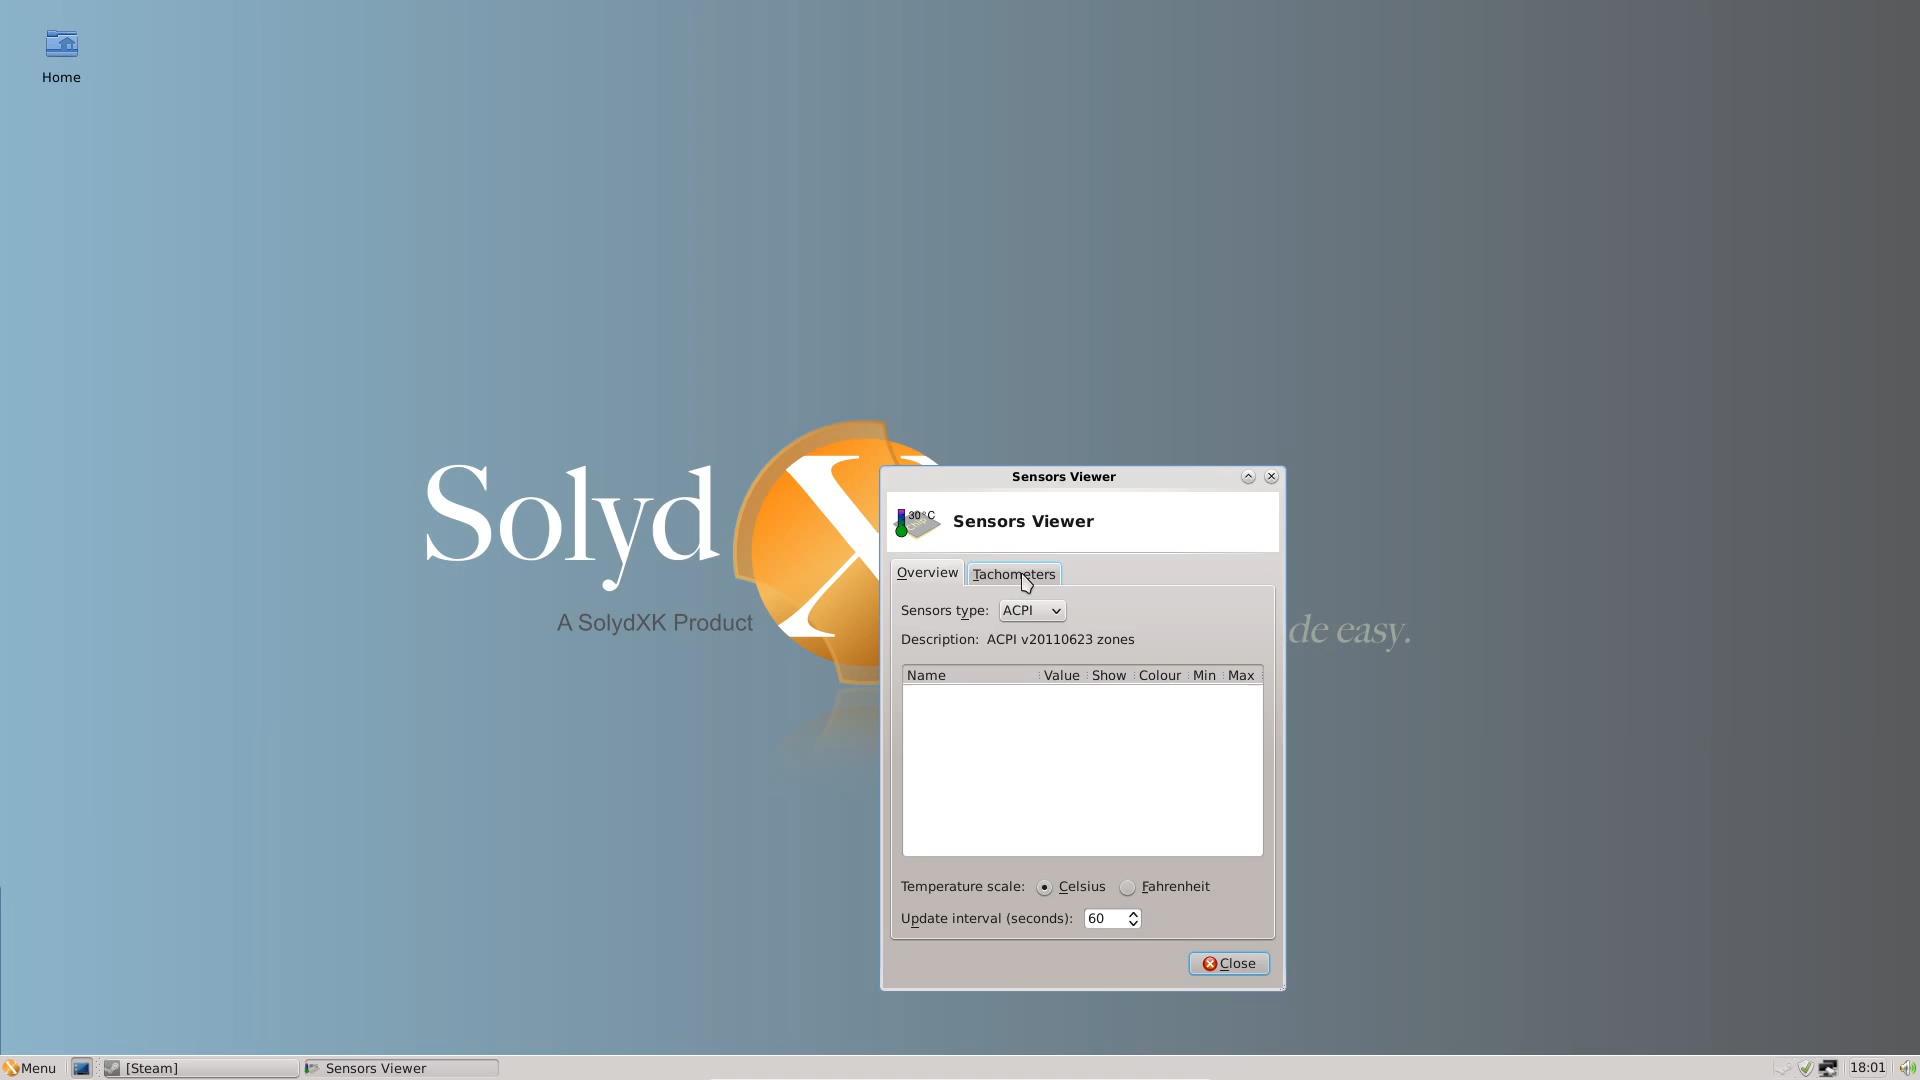 Home
Solyd X
A SolydXK Product
de easy.
Sensors Viewer
30°C
Sensors Viewer
Overview
Tachometers
Sensors type: ACPI
Description: ACPI v20110623 zones
Name Value Show Colour Min Max
Temperature scale: Celsius Fahrenheit
Update interval (seconds): 60
Close
Menu
[Steam]
Sensors Viewer
18:01